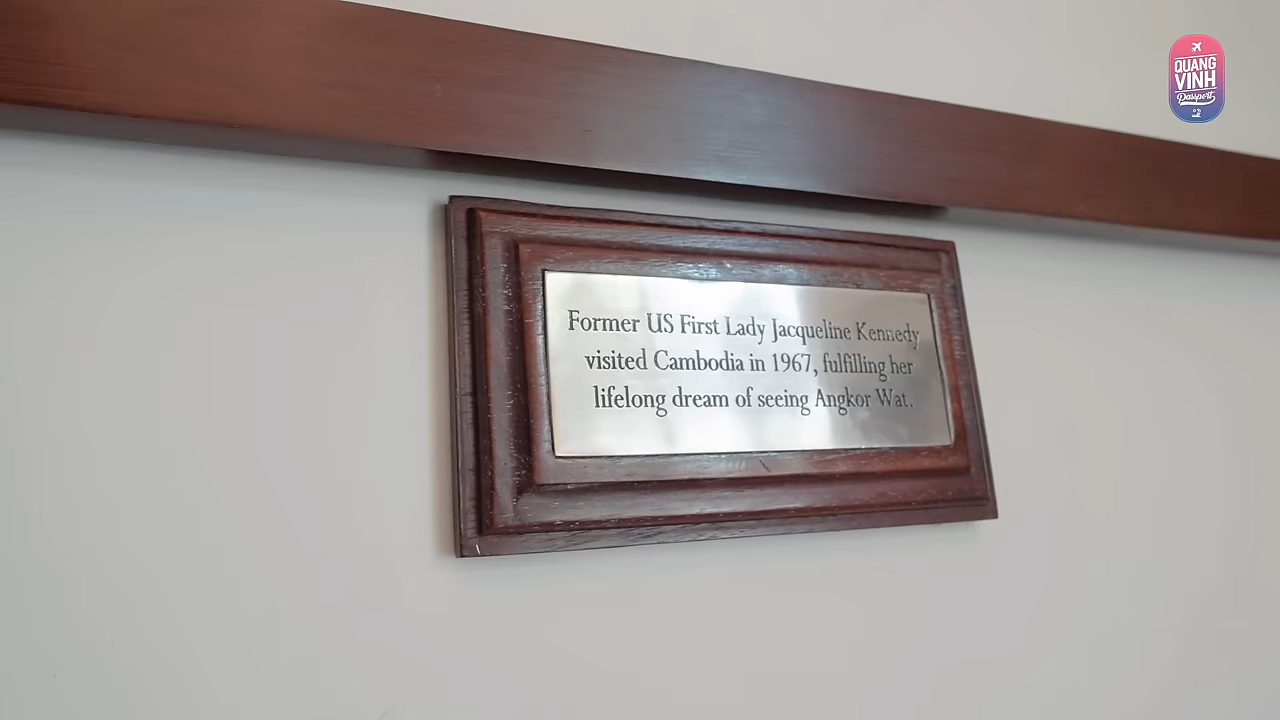 QUANG
VINH
Passport
Former US First Lady Jacqueline Kennedy
visited Cambodia in 1967, fulfilling her
lifelong dream of seeing Angkor Wat.